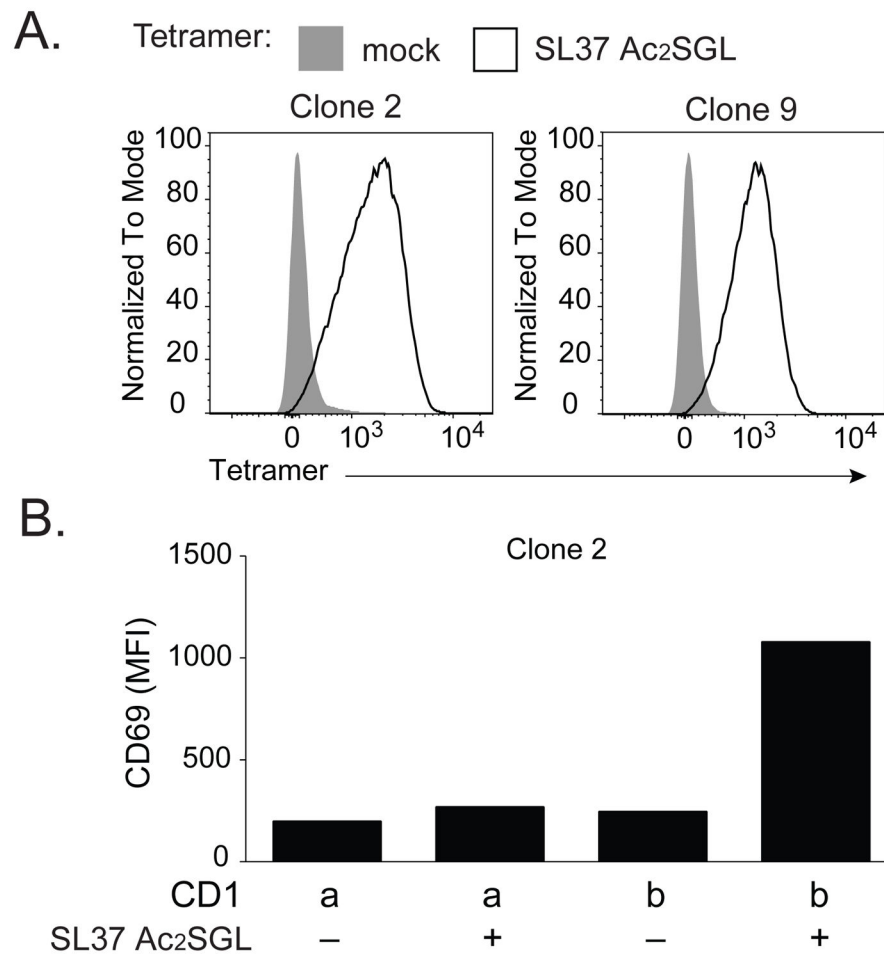 A.
Tetramer: mock SL37 Ac₂SGL
Clone 2
Normalized To Mode
100
80
60
40
20
0
0 10³ 10⁴
Clone 9
Normalized To Mode
100
80
60
40
20
0
0 10³ 10⁴
Tetramer
B.
Clone 2
CD69 (MFI)
1500
1000
500
0
CD1 a a b b
SL37 Ac₂SGL – + – +